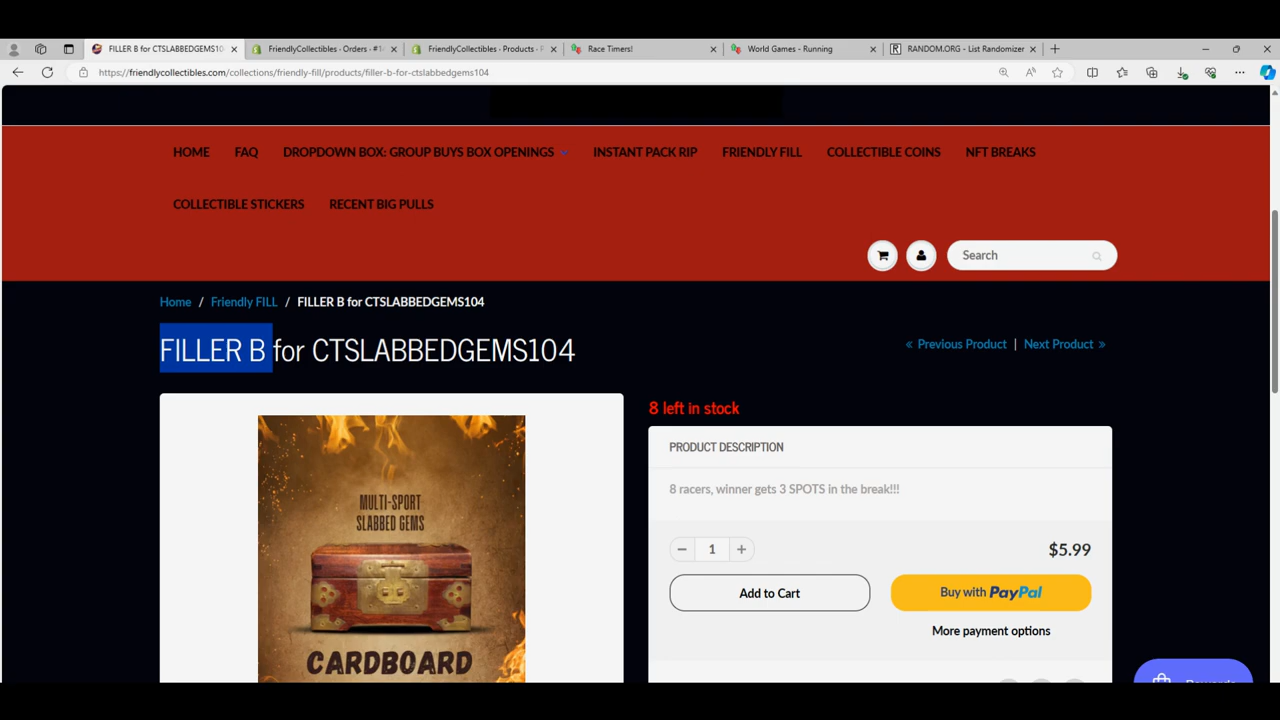 FILLER B for CTSLABBEDGEMS10
FriendlyCollectibles · Orders · #1
FriendlyCollectibles · Products ·
Race Timers!
World Games - Running
RANDOM.ORG - List Randomizer
https://friendlycollectibles.com/collections/friendly-fill/products/filler-b-for-ctslabbedgems104
HOME
FAQ
DROPDOWN BOX: GROUP BUYS BOX OPENINGS
INSTANT PACK RIP
FRIENDLY FILL
COLLECTIBLE COINS
NFT BREAKS
COLLECTIBLE STICKERS
RECENT BIG PULLS
Search
Home / Friendly FILL / FILLER B for CTSLABBEDGEMS104
FILLER B for CTSLABBEDGEMS104
« Previous Product | Next Product »
8 left in stock
PRODUCT DESCRIPTION
8 racers, winner gets 3 SPOTS in the break!!!
− 1 +
$5.99
Add to Cart
Buy with PayPal
More payment options
MULTI-SPORT
SLABBED GEMS
CARDBOARD